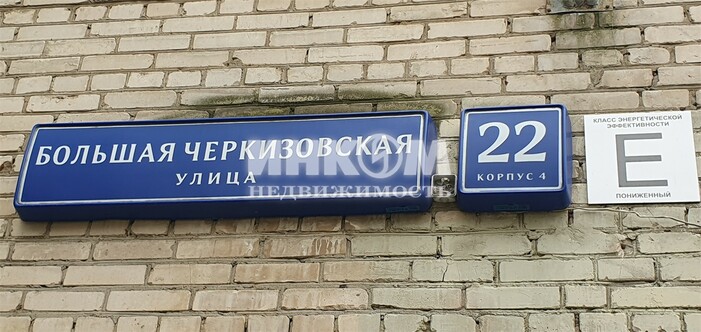 БОЛЬШАЯ ЧЕРКИЗОВСКАЯ
УЛИЦА
22
КОРПУС 4
КЛАСС ЭНЕРГЕТИЧЕСКОЙ
ЭФФЕКТИВНОСТИ
E
ПОНИЖЕННЫЙ
ИНКОМ
НЕДВИЖИМОСТЬ